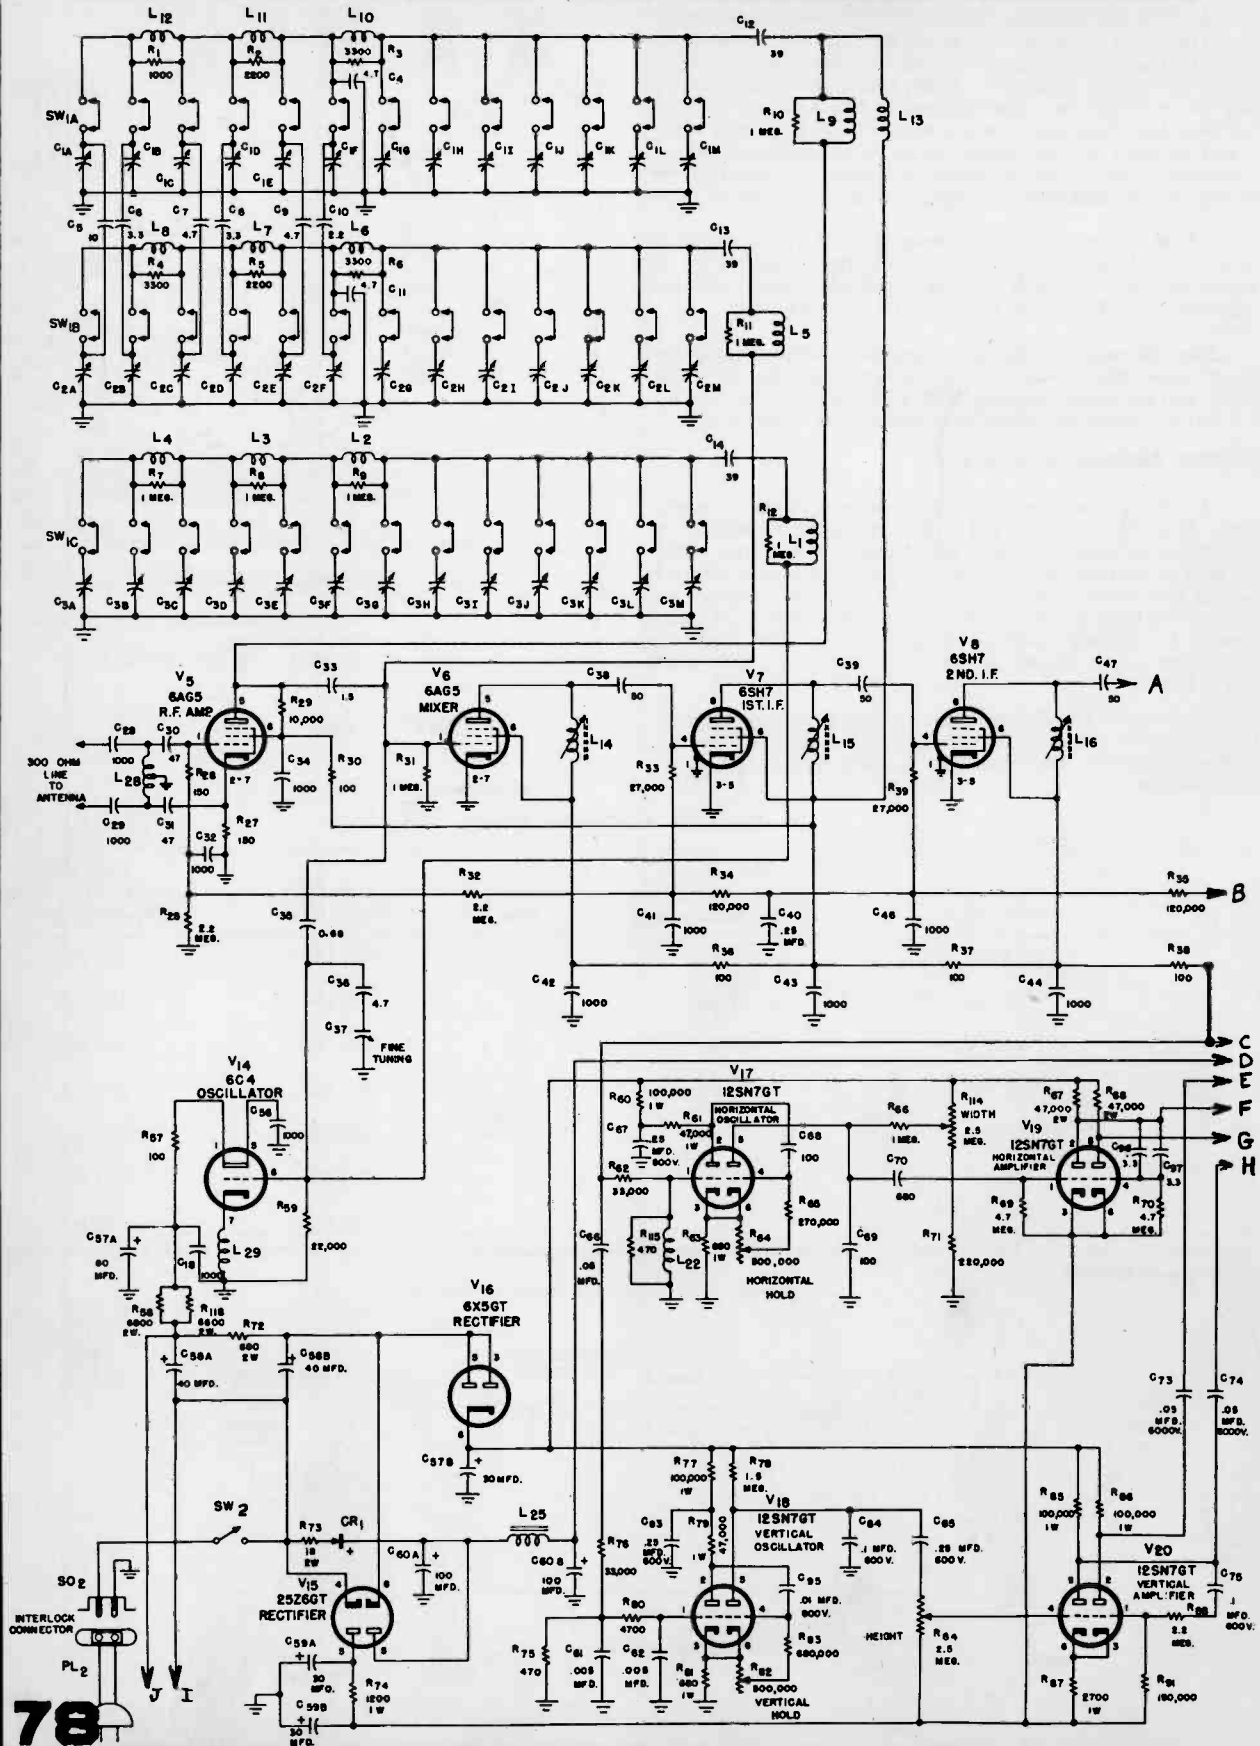 L12 L11 L10 C12
R1 R2 3300 R3 39
1000 2200 4.7 C4
SW1A R10 L9 L13
1 MEG.
C1A C1B C1C C1D C1E C1F C1G C1H C1I C1J C1K C1L C1M
C5 C6 C7 C8 C9 C10
10 3.3 4.7 3.3 4.7 2.2
L8 L7 L6 C13
R4 R5 3300 R6 39
3300 2200 4.7 C11
SW1B R11 L5
1 MEG.
C2A C2B C2C C2D C2E C2F C2G C2H C2I C2J C2K C2L C2M
L4 L3 L2 C14
R7 R8 R9 39
1 MEG. 1 MEG. 1 MEG.
SW1C R12 L1
1 MEG.
C3A C3B C3C C3D C3E C3F C3G C3H C3I C3J C3K C3L C3M
V5
6AG5
R.F. AMP
C33
1.5
V6
6AG5
MIXER
C38
50
V7
6SH7
1ST. I.F.
C39
50
V8
6SH7
2ND. I.F.
C47
50
A
300 OHM
LINE
TO
ANTENNA
C28
1000
L28
C30
47
150
C29
1000
C31
47
C32
1000
R27
180
2-7
R29
10,000
C34
1000
R30
100
R31
1 MEG.
2-7
L14
R33
27,000
3-5
L15
R39
27,000
3-5
L16
2.2
MEG.
R32
2.2
MEG.
R34
120,000
R35
120,000
B
C35
0.68
C41
1000
C40
.25
MFD.
C46
1000
C36
4.7
C37
FINE
TUNING
C42
1000
R36
100
C43
1000
R37
100
C44
1000
R38
100
C
D
E
F
G
H
V14
6C4
OSCILLATOR
C56
1000
R57
100
R59
22,000
L29
C57A
80
MFD.
C18
1000
R58
6800
2W.
R116
6800
2W.
R72
680
2W
C58A
40 MFD.
C58B
40 MFD.
V16
6X5GT
RECTIFIER
C57B
30 MFD.
V17
12SN7GT
HORIZONTAL
OSCILLATOR
R60
100,000
1W
C67
.25
MFD.
600V.
R61
47,000
1W
R62
33,000
C68
100
R65
270,000
C66
.05
MFD.
R115
470
L22
R63
680
1W
R64
500,000
HORIZONTAL
HOLD
R66
1 MEG.
C70
680
C69
100
R114
WIDTH
2.5
MEG.
R71
220,000
V19
12SN7GT
HORIZONTAL
AMPLIFIER
R67
47,000
2W
R68
47,000
2W
3.3
C97
3.3
R69
4.7
MEG.
R70
4.7
MEG.
C73
.05
MFD.
6000V.
C74
.05
MFD.
6000V.
SW2
R73
18
2W
CR1
V15
25Z6GT
RECTIFIER
C60A
100
MFD.
L25
C60B
100
MFD.
SO2
INTERLOCK
CONNECTOR
PL2
J I
C59A
20
MFD.
R74
1200
1W
C59B
30
MFD.
R76
33,000
R75
470
C61
.005
MFD.
R80
4700
C62
.005
MFD.
R77
100,000
1W
R78
1.5
MEG.
R79
47,000
1W
C63
.25
MFD.
600V.
V18
12SN7GT
VERTICAL
OSCILLATOR
C95
.01 MFD.
600V.
R81
680
1W
R82
500,000
VERTICAL
HOLD
R83
680,000
C64
.1 MFD.
600V.
C65
.25 MFD
600V.
HEIGHT
R84
2.5
MEG.
R85
100,000
1W
R86
100,000
1W
V20
12SN7GT
VERTICAL
AMPLIFIER
C75
.1
MFD.
600V.
R88
2.2
MEG.
R87
2700
1W
R91
180,000
78